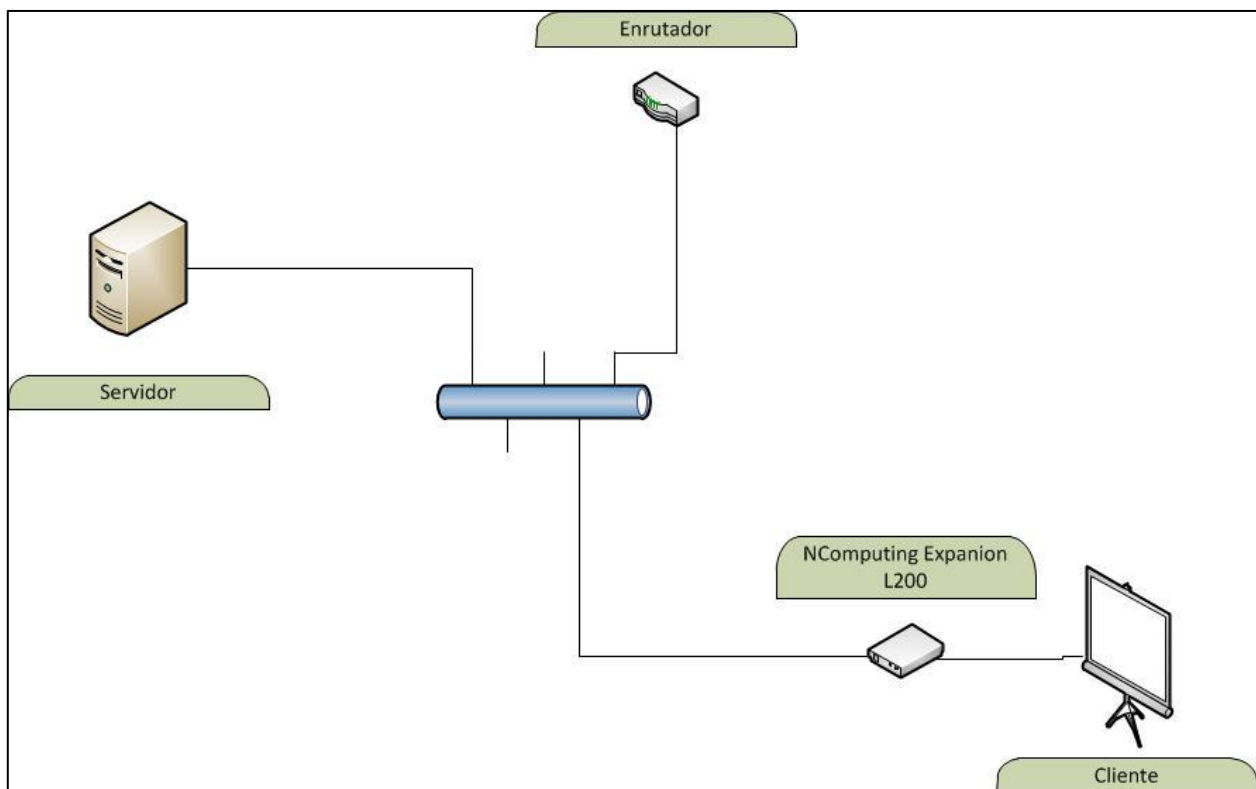 Enrutador
Servidor
NComputing Expanion
L200
Cliente